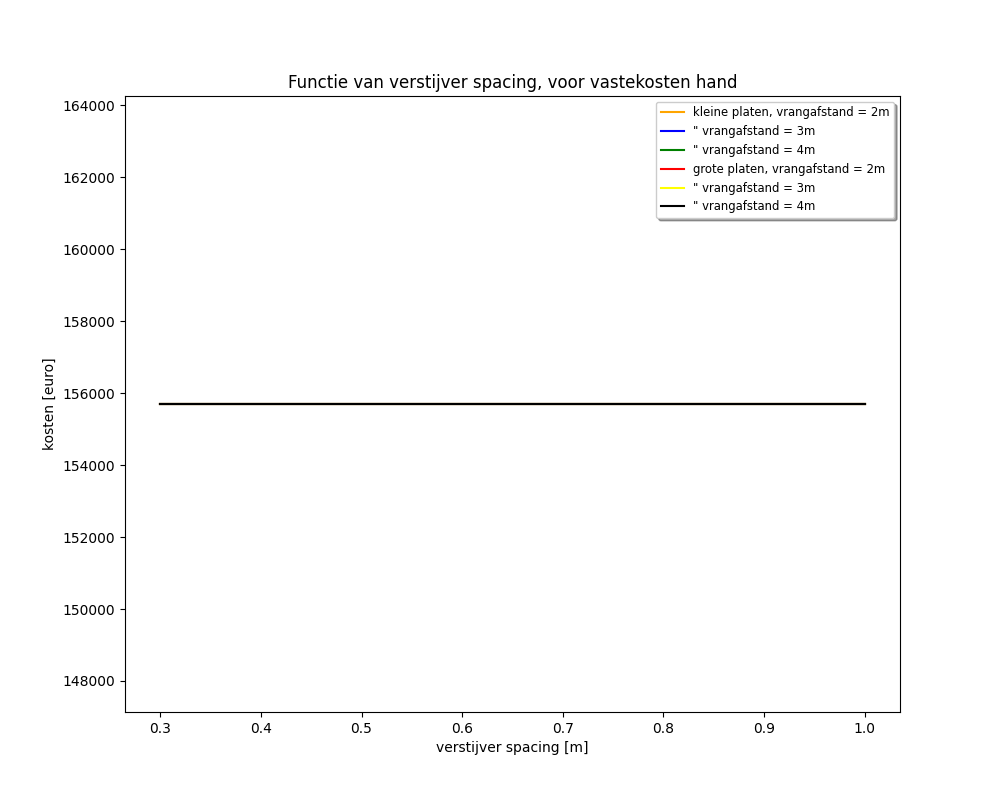 Functie van verstijver spacing, voor vastekosten hand
164000
162000
160000
158000
156000
154000
152000
150000
148000
kosten [euro]
kleine platen, vrangafstand = 2m
" vrangafstand = 3m
" vrangafstand = 4m
grote platen, vrangafstand = 2m
" vrangafstand = 3m
" vrangafstand = 4m
0.3 0.4 0.5 0.6 0.7 0.8 0.9 1.0
verstijver spacing [m]